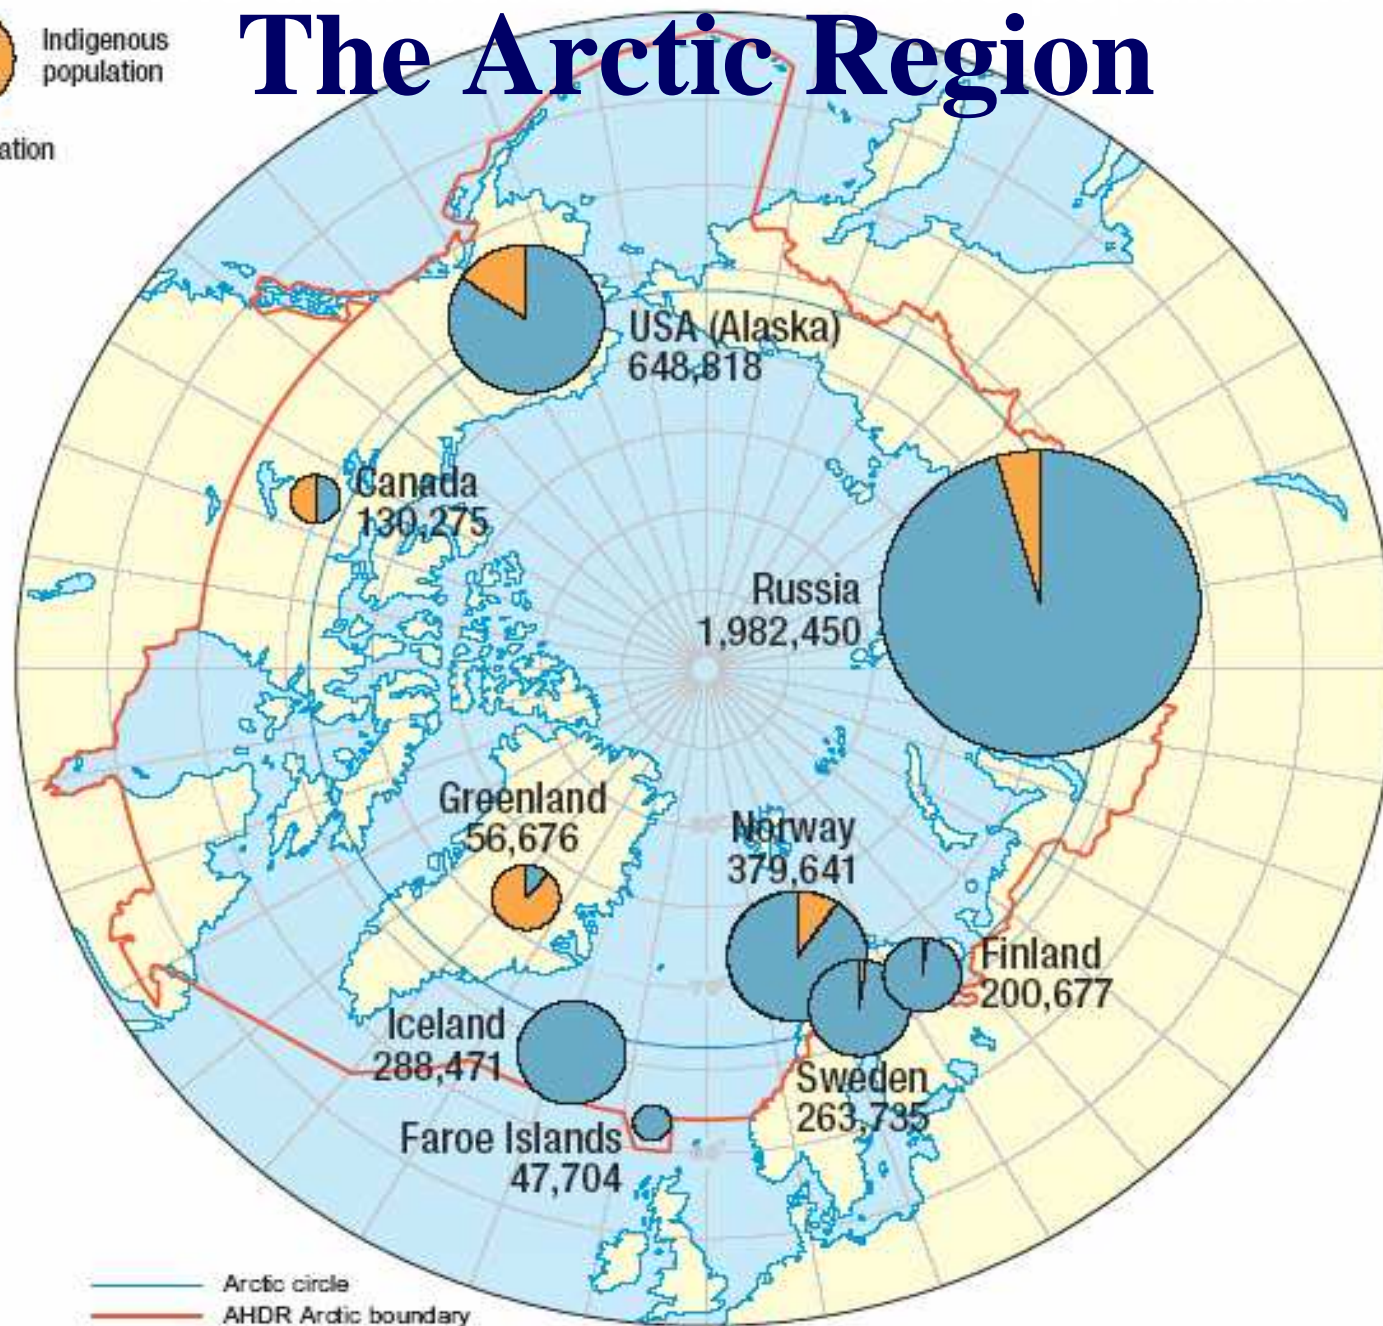 The Arctic Region
Indigenous
population
USA (Alaska)
648,818
Canada
130,275
Russia
1,982,450
Greenland
56,676
Norway
379,641
Finland
200,677
Iceland
288,471
Sweden
263,735
Faroe Islands
47,704
Arctic circle
AHDR Arctic boundary